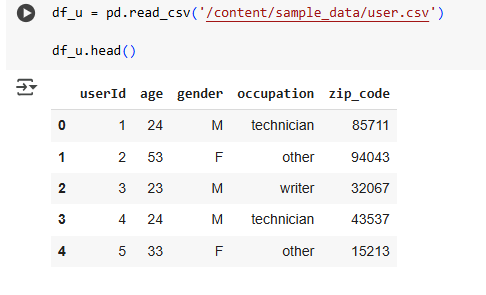 df_u = pd.read_csv('/content/sample_data/user.csv')
df_u.head()
userId age gender occupation zip_code
0 1 24 M technician 85711
1 2 53 F other 94043
2 3 23 M writer 32067
3 4 24 M technician 43537
4 5 33 F other 15213